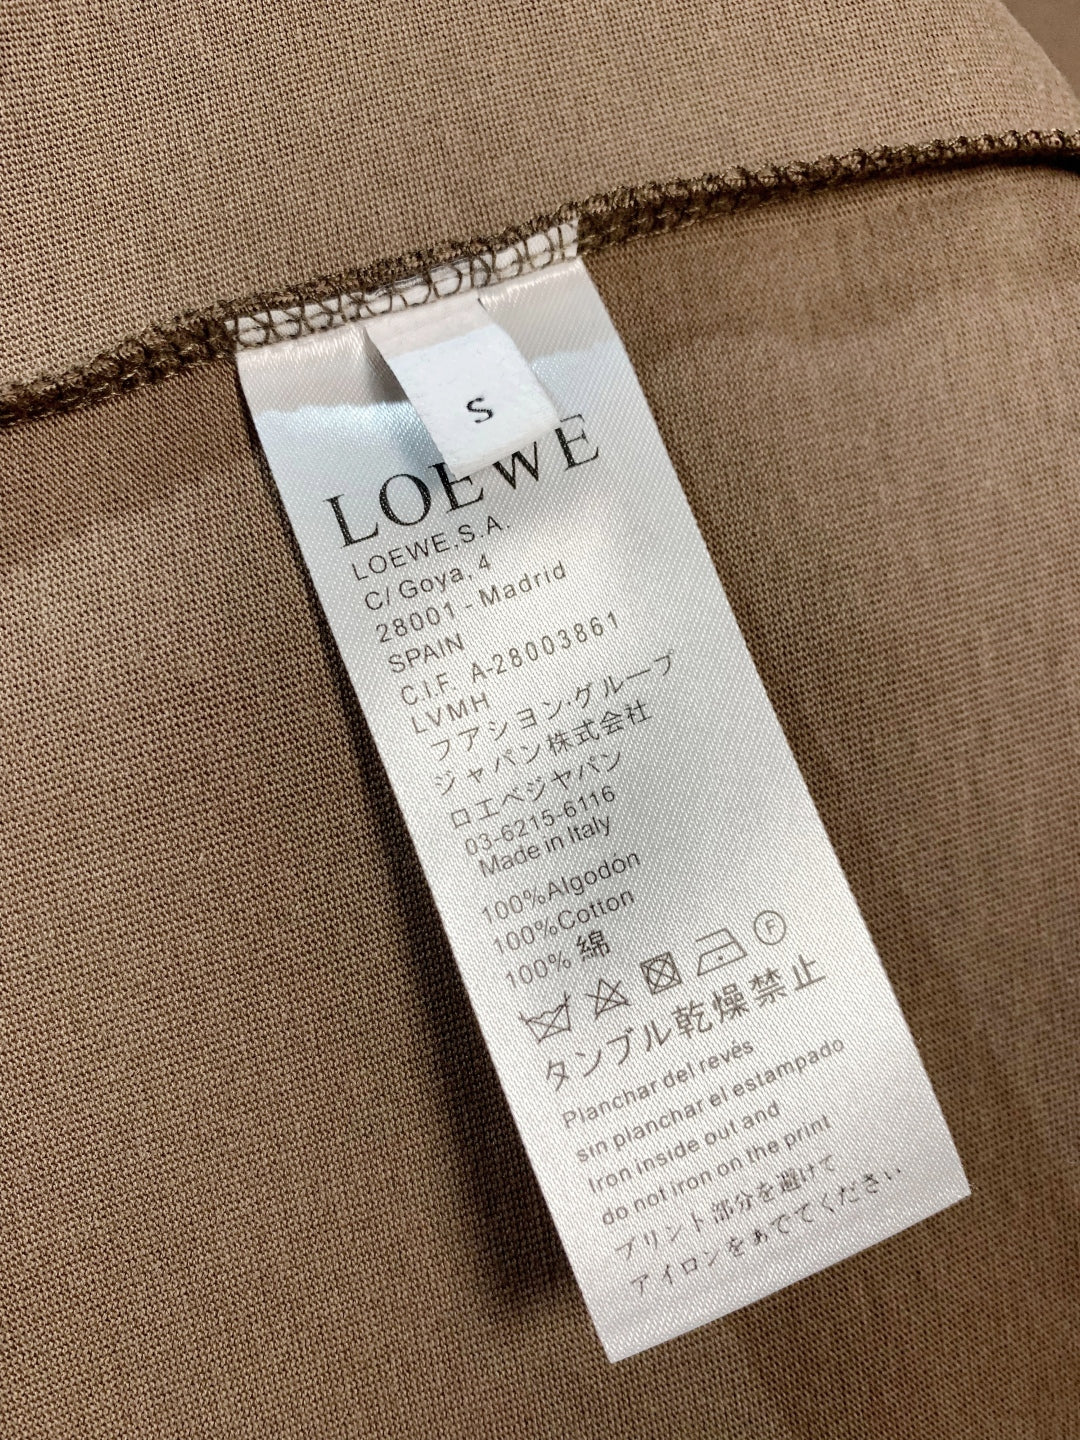 S
LOEWE
LOEWE.S.A.
C/ Goya, 4
28001 - Madrid
SPAIN
C.I.F. A-28003861
LVMH
フアシヨン·グループ
ジャパン株式会社
ロエベジャパン
03-6215-6116
Made in Italy
100%Algodon
100%Cotton
100% 綿
F
タンブル乾燥禁止
Planchar del revés
sin planchar el estampado
Iron inside out and
do not iron on the print
プリント部分を避けて
アイロンをあててください